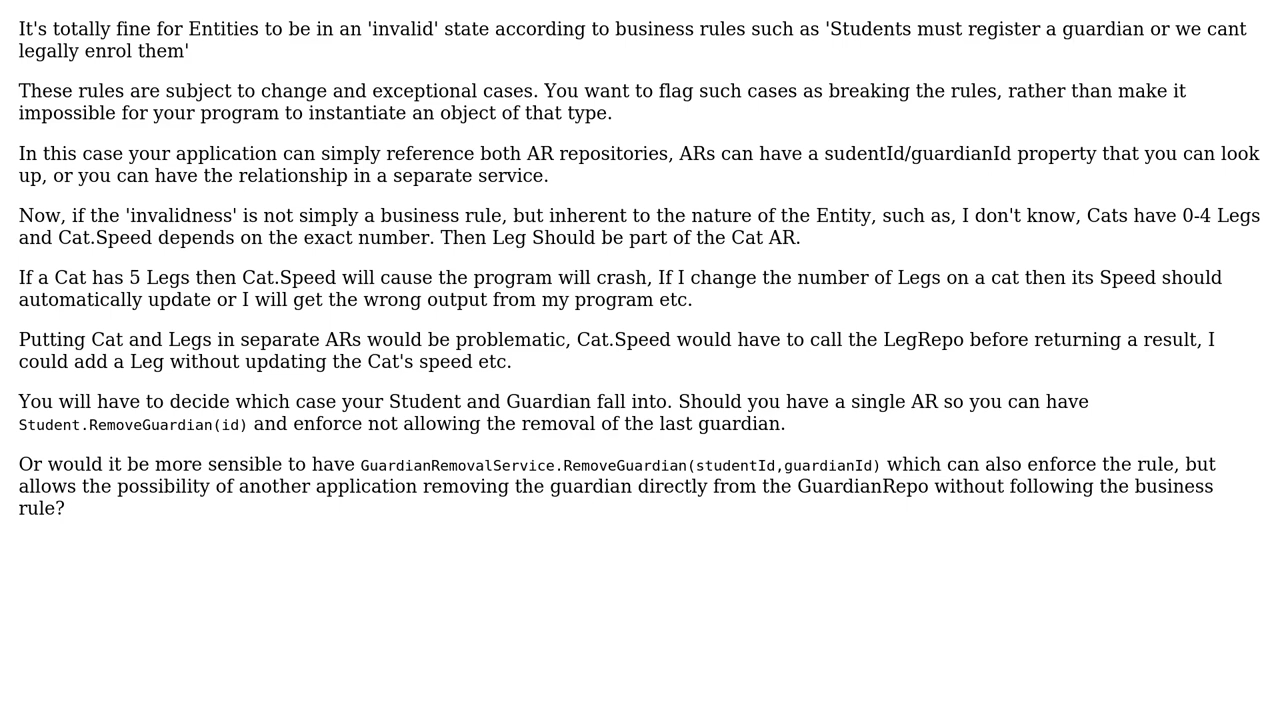 It's totally fine for Entities to be in an 'invalid' state according to business rules such as 'Students must register a guardian or we cant
legally enrol them'
These rules are subject to change and exceptional cases. You want to flag such cases as breaking the rules, rather than make it
impossible for your program to instantiate an object of that type.
In this case your application can simply reference both AR repositories, ARs can have a sudentId/guardianId property that you can look
up, or you can have the relationship in a separate service.
Now, if the 'invalidness' is not simply a business rule, but inherent to the nature of the Entity, such as, I don't know, Cats have 0-4 Legs
and Cat.Speed depends on the exact number. Then Leg Should be part of the Cat AR.
If a Cat has 5 Legs then Cat.Speed will cause the program will crash, If I change the number of Legs on a cat then its Speed should
automatically update or I will get the wrong output from my program etc.
Putting Cat and Legs in separate ARs would be problematic, Cat.Speed would have to call the LegRepo before returning a result, I
could add a Leg without updating the Cat's speed etc.
You will have to decide which case your Student and Guardian fall into. Should you have a single AR so you can have
Student.RemoveGuardian(id) and enforce not allowing the removal of the last guardian.
Or would it be more sensible to have GuardianRemovalService.RemoveGuardian(studentId,guardianId) which can also enforce the rule, but
allows the possibility of another application removing the guardian directly from the GuardianRepo without following the business
rule?